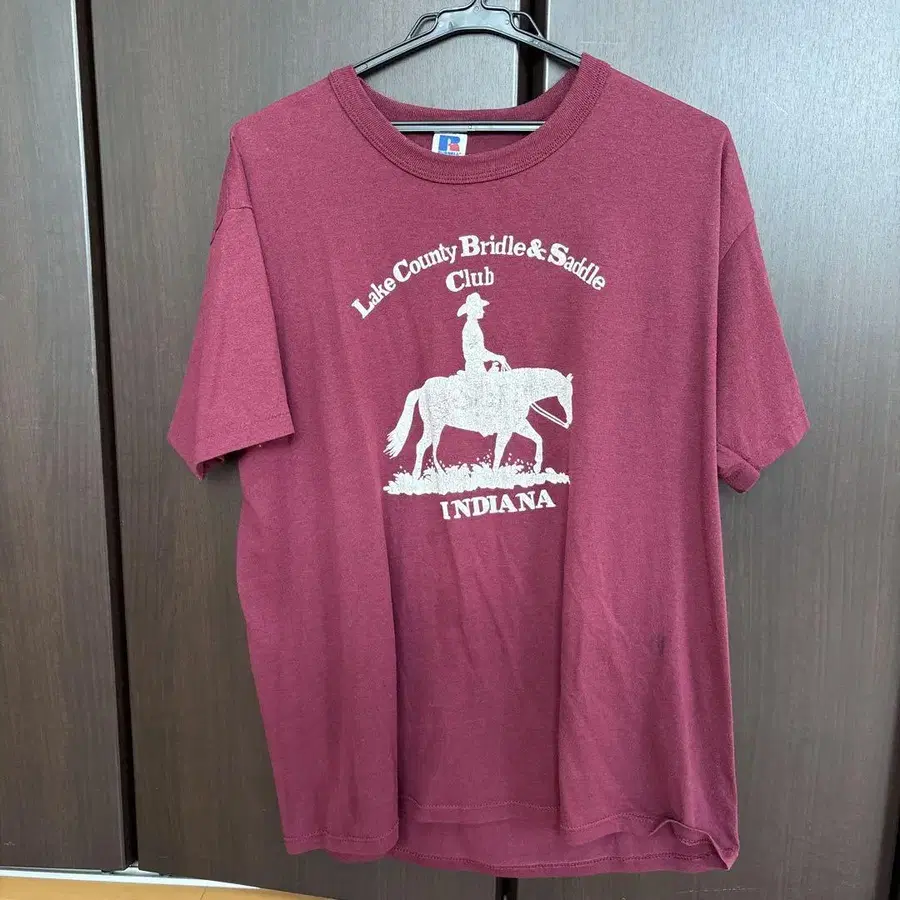 Lake County Bridle & Saddle
Club
INDIANA
R